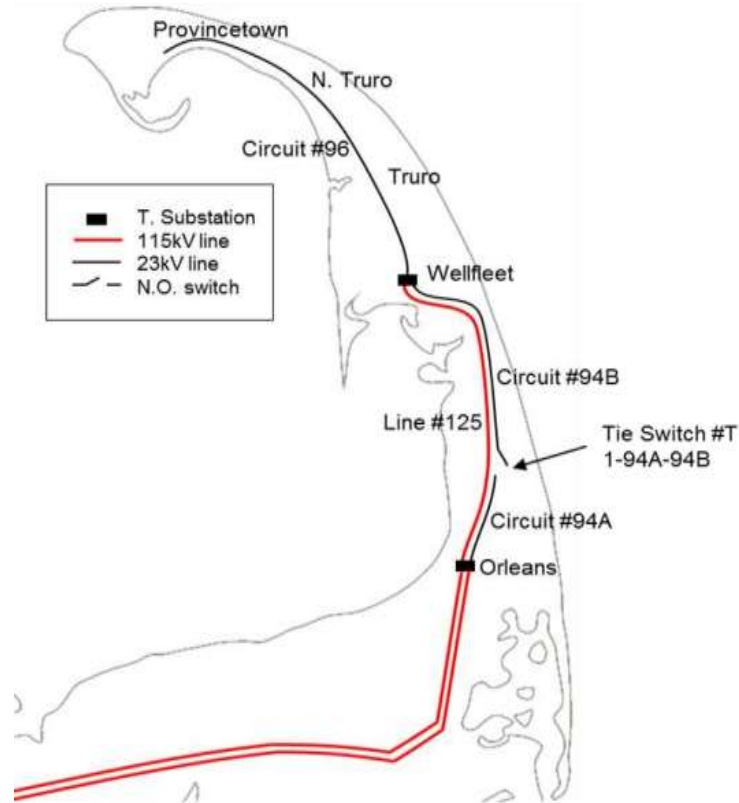 Provincetown
N. Truro
Circuit #96
Truro
T. Substation
115kV line
23kV line
N.O. switch
Wellfleet
Circuit #94B
Line #125
Tie Switch #T
1-94A-94B
Circuit #94A
Orleans